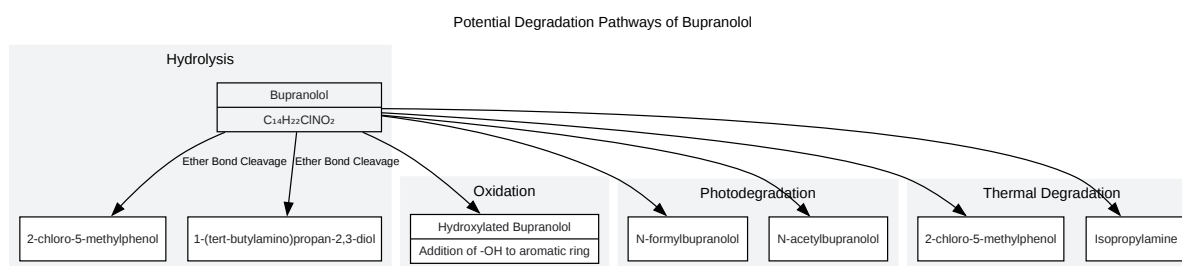 Potential Degradation Pathways of Bupranolol
Hydrolysis
Bupranolol
C₁₄H₂₂ClNO₂
Ether Bond Cleavage
Ether Bond Cleavage
Oxidation
Photodegradation
Thermal Degradation
2-chloro-5-methylphenol
1-(tert-butylamino)propan-2,3-diol
Hydroxylated Bupranolol
Addition of -OH to aromatic ring
N-formylbupranolol
N-acetylbupranolol
2-chloro-5-methylphenol
Isopropylamine